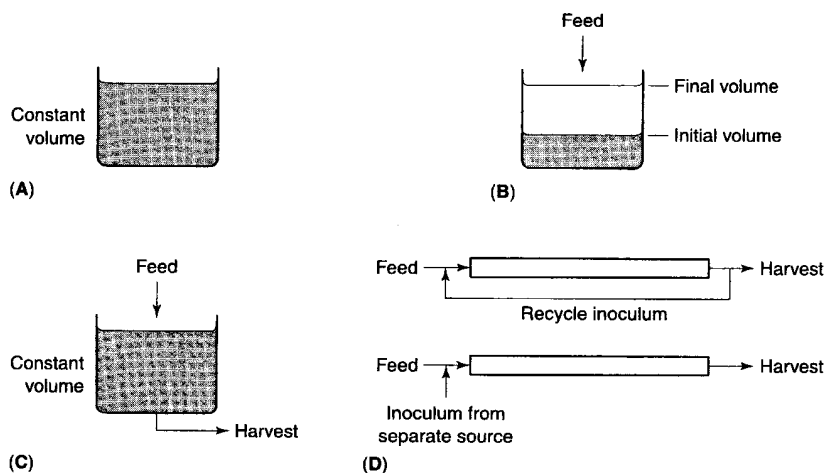 Constant
volume
(A)
Feed
Final volume
Initial volume
(B)
Feed
Constant
volume
Harvest
(C)
Feed
Harvest
Recycle inoculum
Feed
Harvest
Inoculum from
separate source
(D)